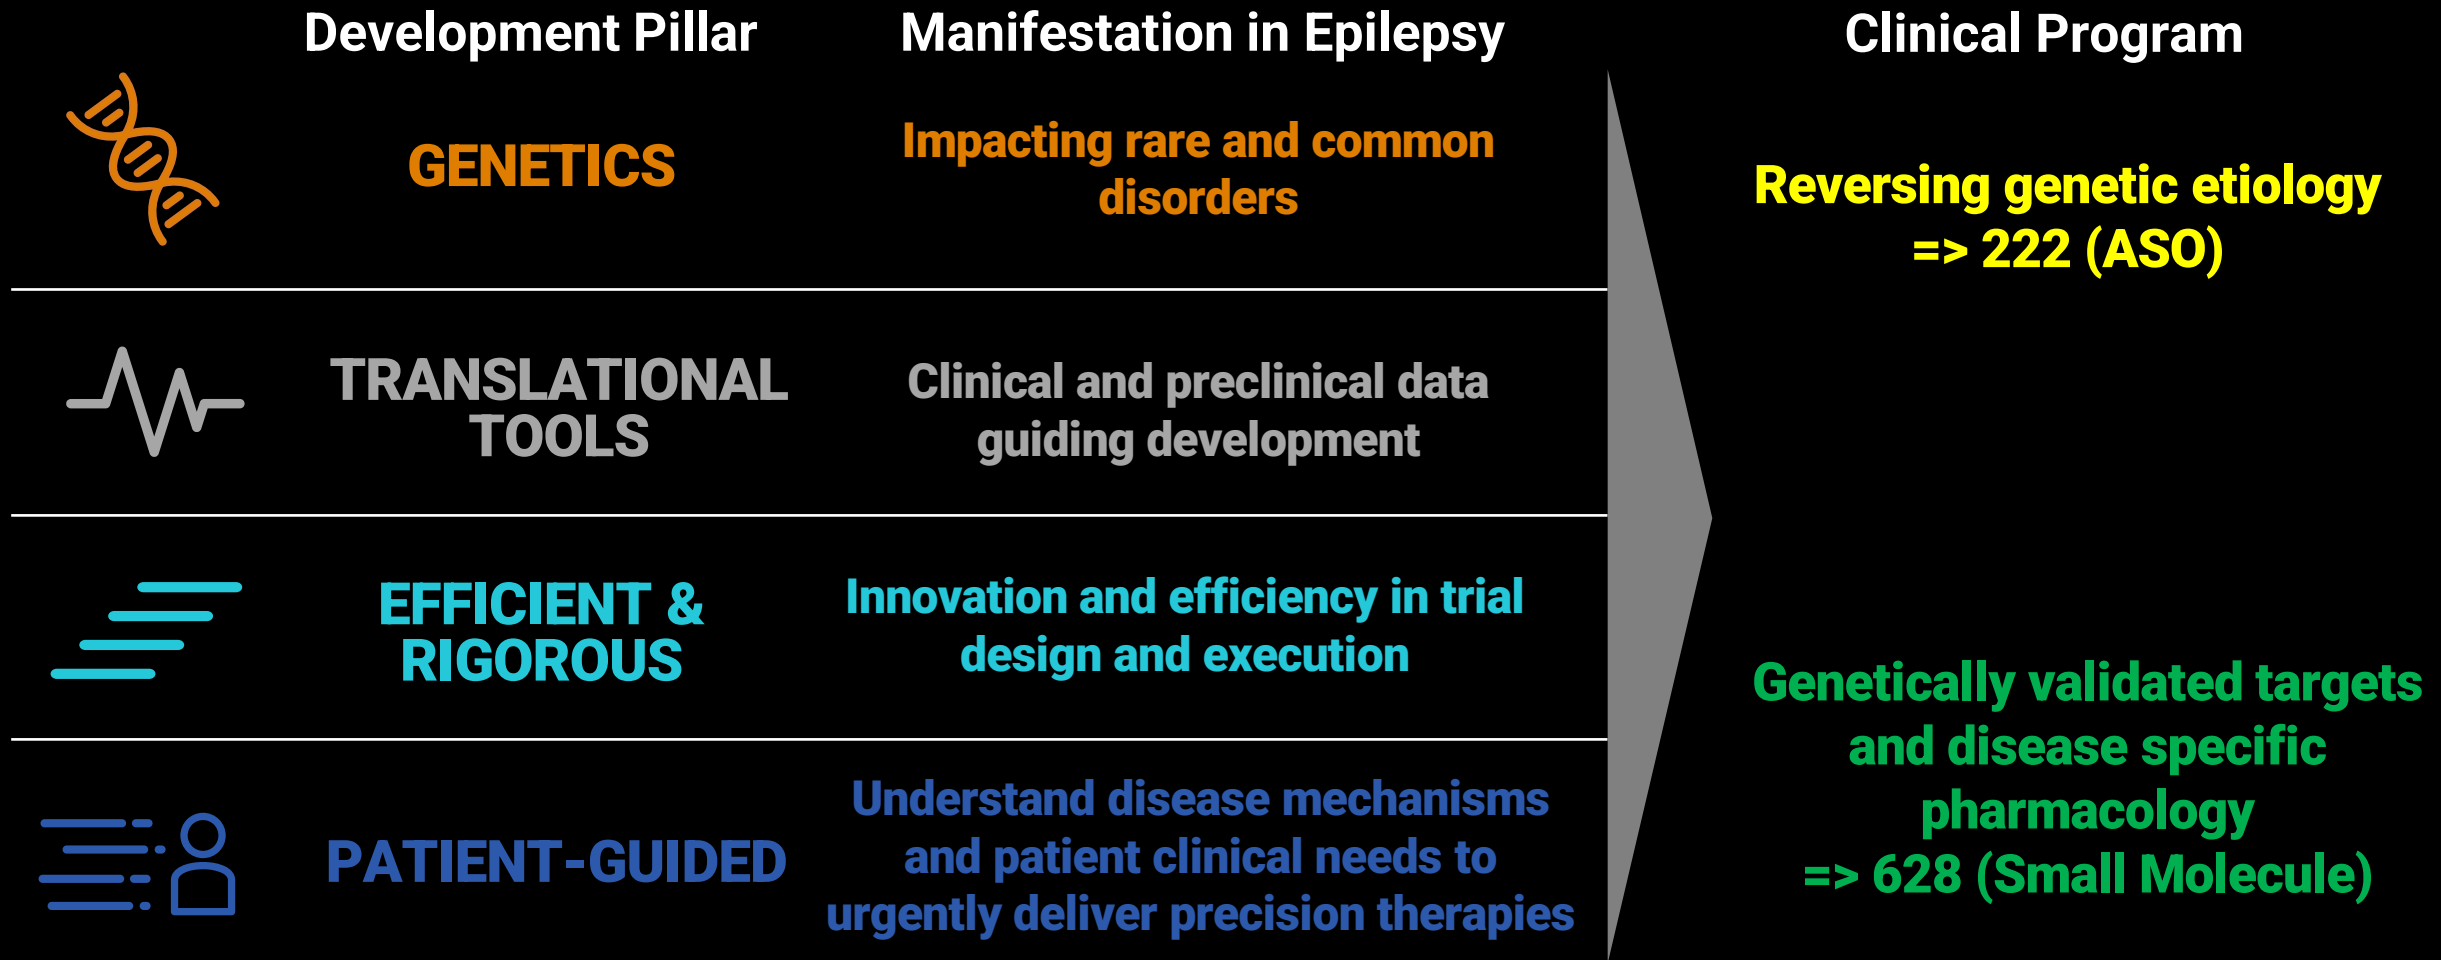 Development Pillar
Manifestation in Epilepsy
Clinical Program
GENETICS
Impacting rare and common
disorders
TRANSLATIONAL
TOOLS
Clinical and preclinical data
guiding development
EFFICIENT &
RIGOROUS
Innovation and efficiency in trial
design and execution
PATIENT-GUIDED
Understand disease mechanisms
and patient clinical needs to
urgently deliver precision therapies
Reversing genetic etiology
=> 222 (ASO)
Genetically validated targets
and disease specific
pharmacology
=> 628 (Small Molecule)